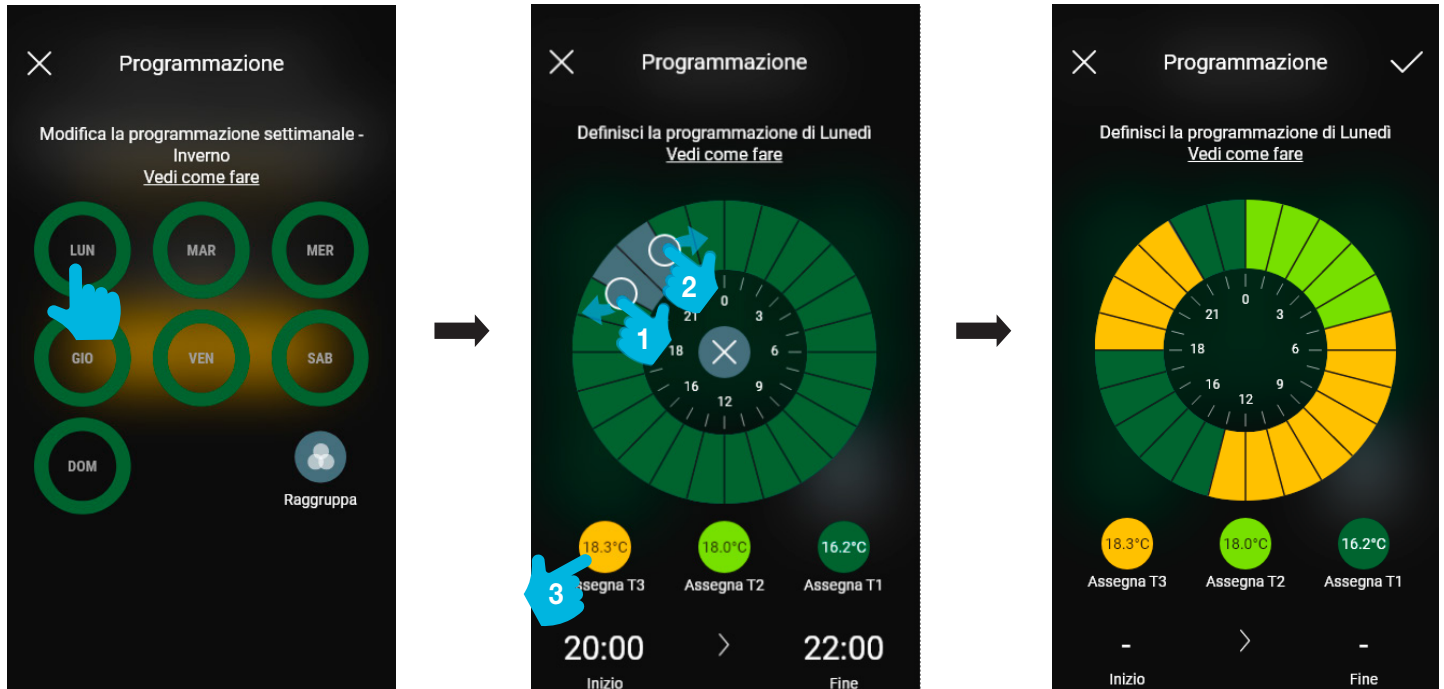 Programmazione
Modifica la programmazione settimanale -
Inverno
Vedi come fare
LUN
MAR
MER
GIO
VEN
SAB
DOM
Raggruppa
Programmazione
Definisci la programmazione di Lunedì
Vedi come fare
2
1
0
3
6
9
12
16
18
21
18.3°C
18.0°C
16.2°C
3
ssegna T3
Assegna T2
Assegna T1
20:00
22:00
Inizio
Fine
Programmazione
Definisci la programmazione di Lunedì
Vedi come fare
0
3
6
9
12
16
18
21
18.3°C
18.0°C
16.2°C
Assegna T3
Assegna T2
Assegna T1
-
-
Inizio
Fine